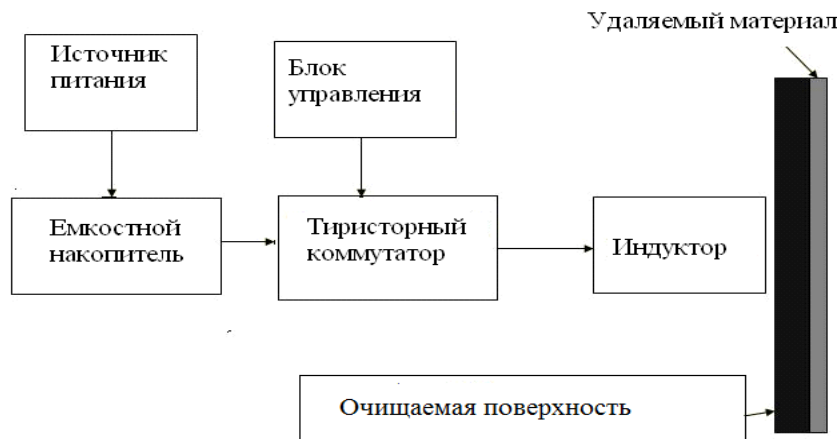 Удаляемый материал
Источник
питания
Блок
управления
Емкостной
накопитель
Тиристорный
коммутатор
Индуктор
Очищаемая поверхность